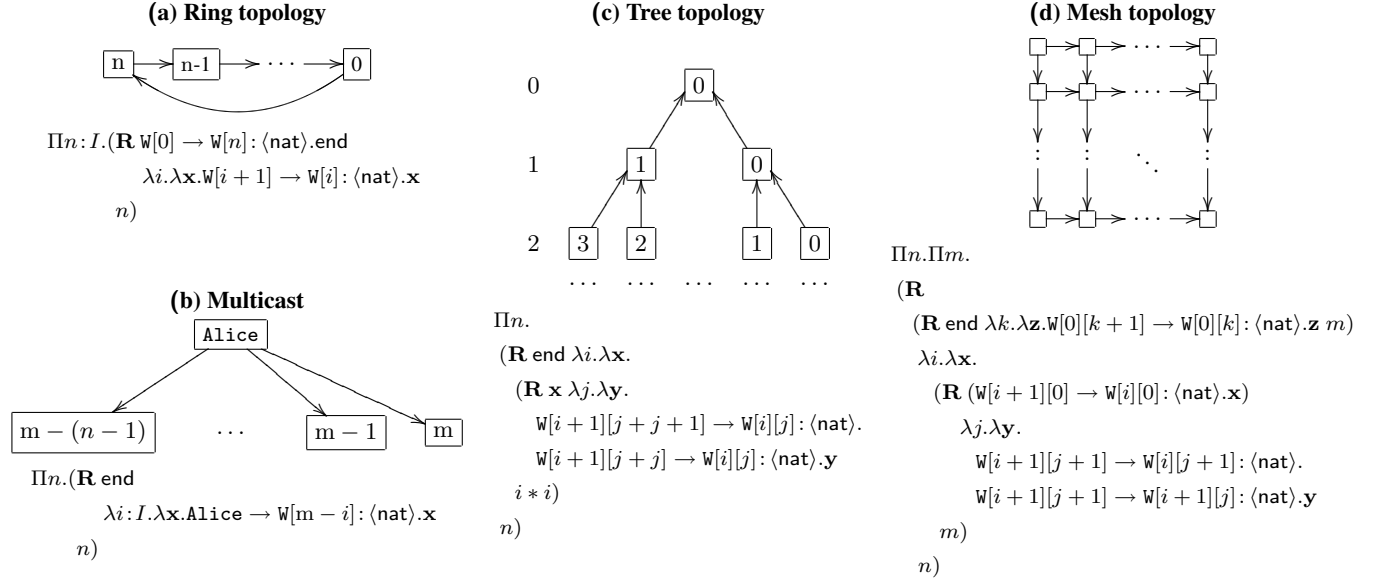 (a) Ring topology
n n-1 ··· 0
Πn:I.(R W[0] → W[n]:⟨nat⟩.end
λi.λx.W[i + 1] → W[i]:⟨nat⟩.x
n)
(b) Multicast
Alice
m − (n − 1) ··· m − 1 m
Πn.(R end
λi:I.λx.Alice → W[m − i]:⟨nat⟩.x
n)
(c) Tree topology
0 0
1 1 0
2 3 2 1 0
··· ··· ··· ··· ···
Πn.
(R end λi.λx.
(R x λj.λy.
W[i + 1][j + j + 1] → W[i][j]:⟨nat⟩.
W[i + 1][j + j] → W[i][j]:⟨nat⟩.y
i ∗ i)
n)
(d) Mesh topology
···
···
⋮ ⋮ ⋱ ⋮
···
Πn.Πm.
(R
(R end λk.λz.W[0][k + 1] → W[0][k]:⟨nat⟩.z m)
λi.λx.
(R (W[i + 1][0] → W[i][0]:⟨nat⟩.x)
λj.λy.
W[i + 1][j + 1] → W[i][j + 1]:⟨nat⟩.
W[i + 1][j + 1] → W[i + 1][j]:⟨nat⟩.y
m)
n)